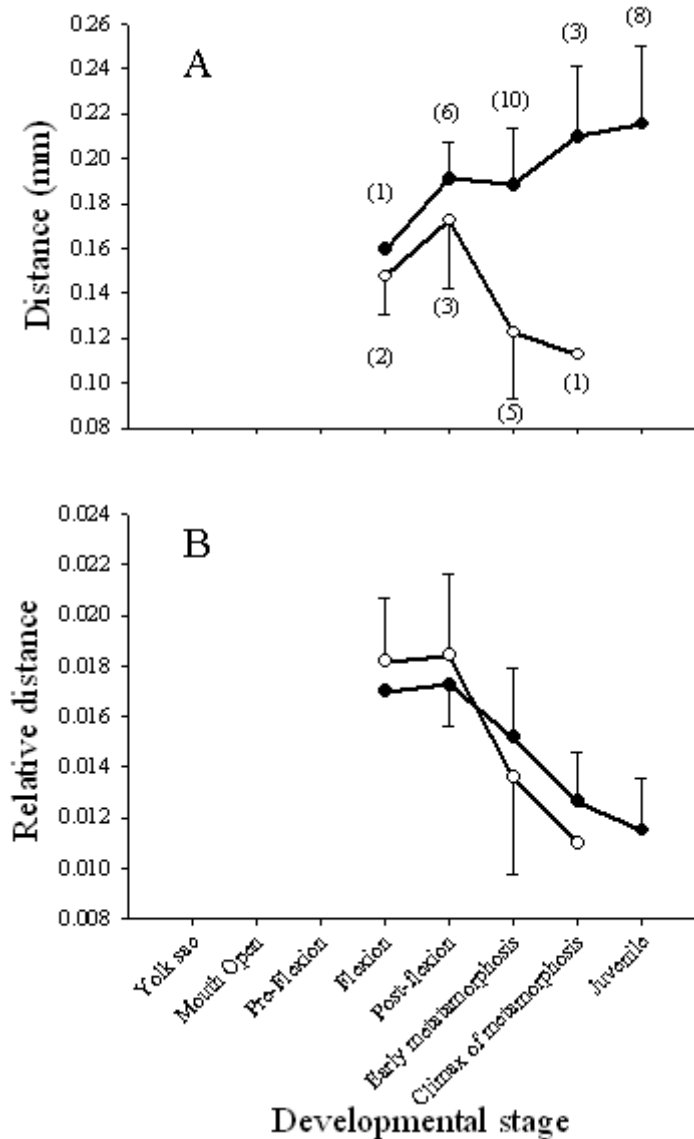 A
Distance (mm)
0.26
0.24
0.22
0.20
0.18
0.16
0.14
0.12
0.10
0.08
(1)
(6)
(10)
(3)
(8)
(2)
(3)
(5)
(1)
B
Relative distance
0.024
0.022
0.020
0.018
0.016
0.014
0.012
0.010
0.008
Yolk sac
Mouth Open
Pre-Flexion
Flexion
Post-flexion
Early metatamorphosis
Climax of metamorphosis
Juvenile
Developmental stage